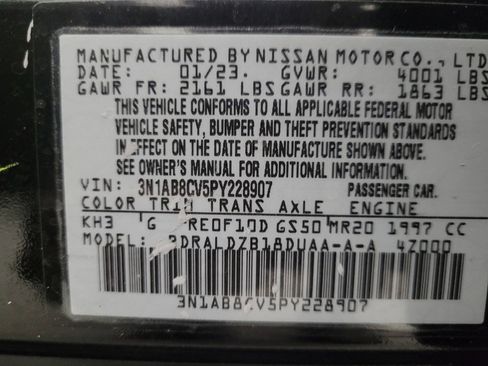 MANUFACTURED BY NISSAN MOTOR CO., LTD
DATE: 01/23. GVWR: 4001 LBS
GAWR FR: 2161 LBS GAWR RR: 1863 LBS
THIS VEHICLE CONFORMS TO ALL APPLICABLE FEDERAL MOTOR
VEHICLE SAFETY, BUMPER AND THEFT PREVENTION STANDARDS
IN EFFECT ON THE DATE OF MANUFACTURE SHOWN ABOVE.
SEE OWNER'S MANUAL FOR ADDITIONAL INFORMATION.
VIN: 3N1AB8CV5PY228907 PASSENGER CAR.
COLOR TRIM TRANS AXLE ENGINE
KH3 G RE0F10D GS50 MR20 1997 CC
MODEL: BDRALDZB18DUAA-A-A 4Z000
3N1AB8CV5PY228907